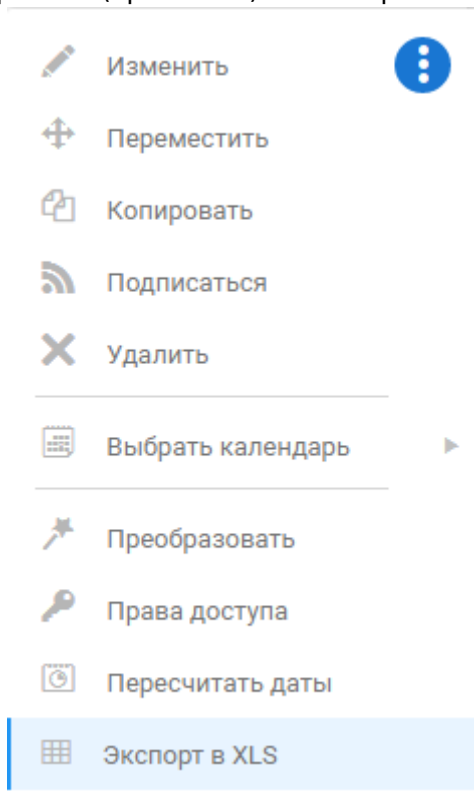 Изменить
Переместить
Копировать
Подписаться
Удалить
Выбрать календарь
Преобразовать
Права доступа
Пересчитать даты
Экспорт в XLS